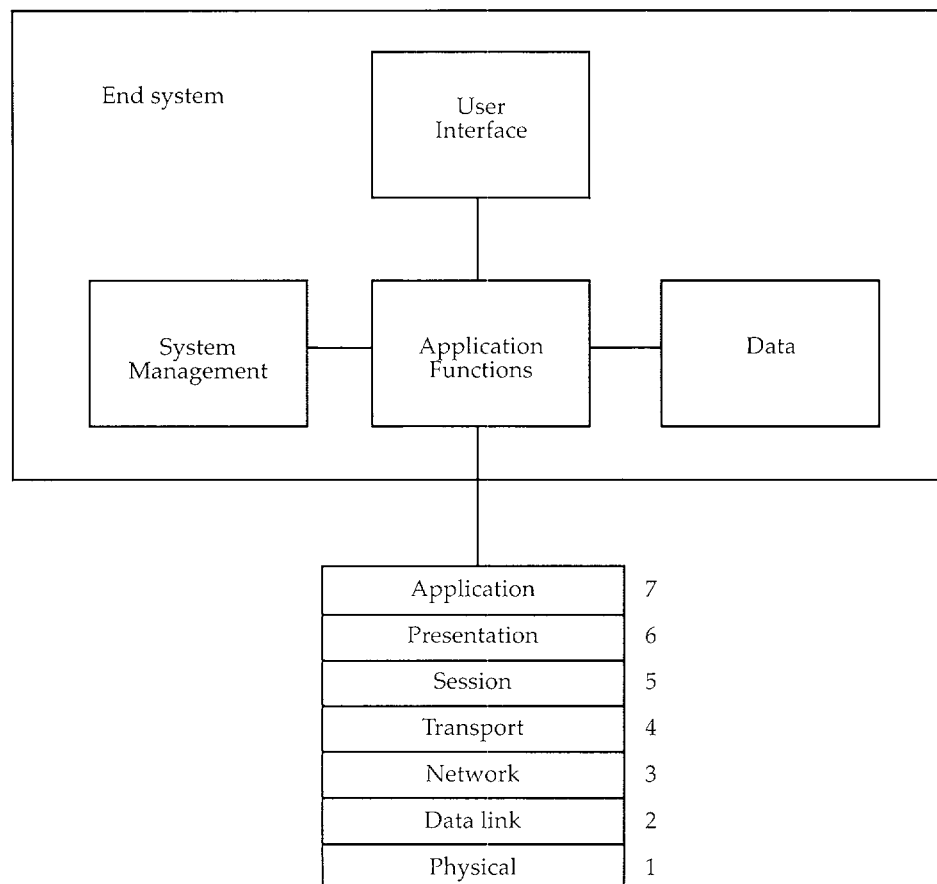 End system
User
Interface
System
Management
Application
Functions
Data
Application 7
Presentation 6
Session 5
Transport 4
Network 3
Data link 2
Physical 1